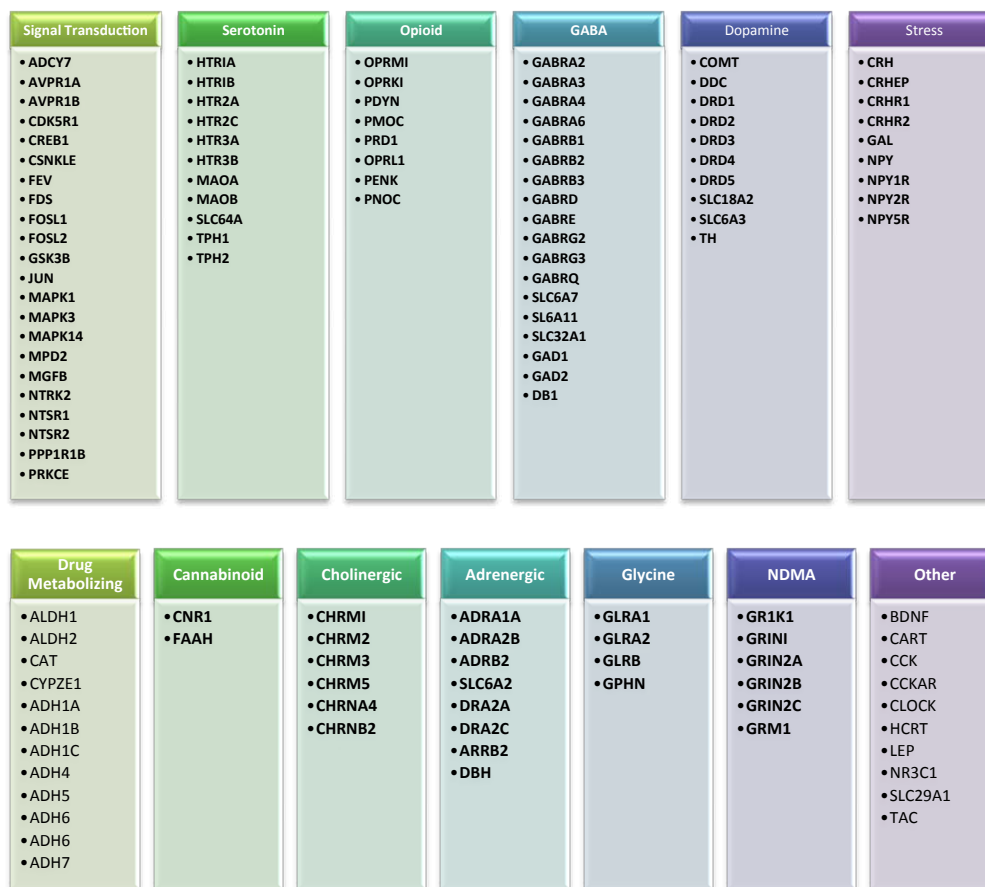 Signal Transduction
• ADCY7
• AVPR1A
• AVPR1B
• CDK5R1
• CREB1
• CSNKLE
• FEV
• FDS
• FOSL1
• FOSL2
• GSK3B
• JUN
• MAPK1
• MAPK3
• MAPK14
• MPD2
• MGFB
• NTRK2
• NTSR1
• NTSR2
• PPP1R1B
• PRKCE
Serotonin
• HTRIA
• HTRIB
• HTR2A
• HTR2C
• HTR3A
• HTR3B
• MAOA
• MAOB
• SLC64A
• TPH1
• TPH2
Opioid
• OPRMI
• OPRKI
• PDYN
• PMOC
• PRD1
• OPRL1
• PENK
• PNOC
GABA
• GABRA2
• GABRA3
• GABRA4
• GABRA6
• GABRB1
• GABRB2
• GABRB3
• GABRD
• GABRE
• GABRG2
• GABRG3
• GABRQ
• SLC6A7
• SL6A11
• SLC32A1
• GAD1
• GAD2
• DB1
Dopamine
• COMT
• DDC
• DRD1
• DRD2
• DRD3
• DRD4
• DRD5
• SLC18A2
• SLC6A3
• TH
Stress
• CRH
• CRHEP
• CRHR1
• CRHR2
• GAL
• NPY
• NPY1R
• NPY2R
• NPY5R
Drug
Metabolizing
• ALDH1
• ALDH2
• CAT
• CYPZE1
• ADH1A
• ADH1B
• ADH1C
• ADH4
• ADH5
• ADH6
• ADH6
• ADH7
Cannabinoid
• CNR1
• FAAH
Cholinergic
• CHRMI
• CHRM2
• CHRM3
• CHRM5
• CHRNA4
• CHRNB2
Adrenergic
• ADRA1A
• ADRA2B
• ADRB2
• SLC6A2
• DRA2A
• DRA2C
• ARRB2
• DBH
Glycine
• GLRA1
• GLRA2
• GLRB
• GPHN
NDMA
• GR1K1
• GRINI
• GRIN2A
• GRIN2B
• GRIN2C
• GRM1
Other
• BDNF
• CART
• CCK
• CCKAR
• CLOCK
• HCRT
• LEP
• NR3C1
• SLC29A1
• TAC